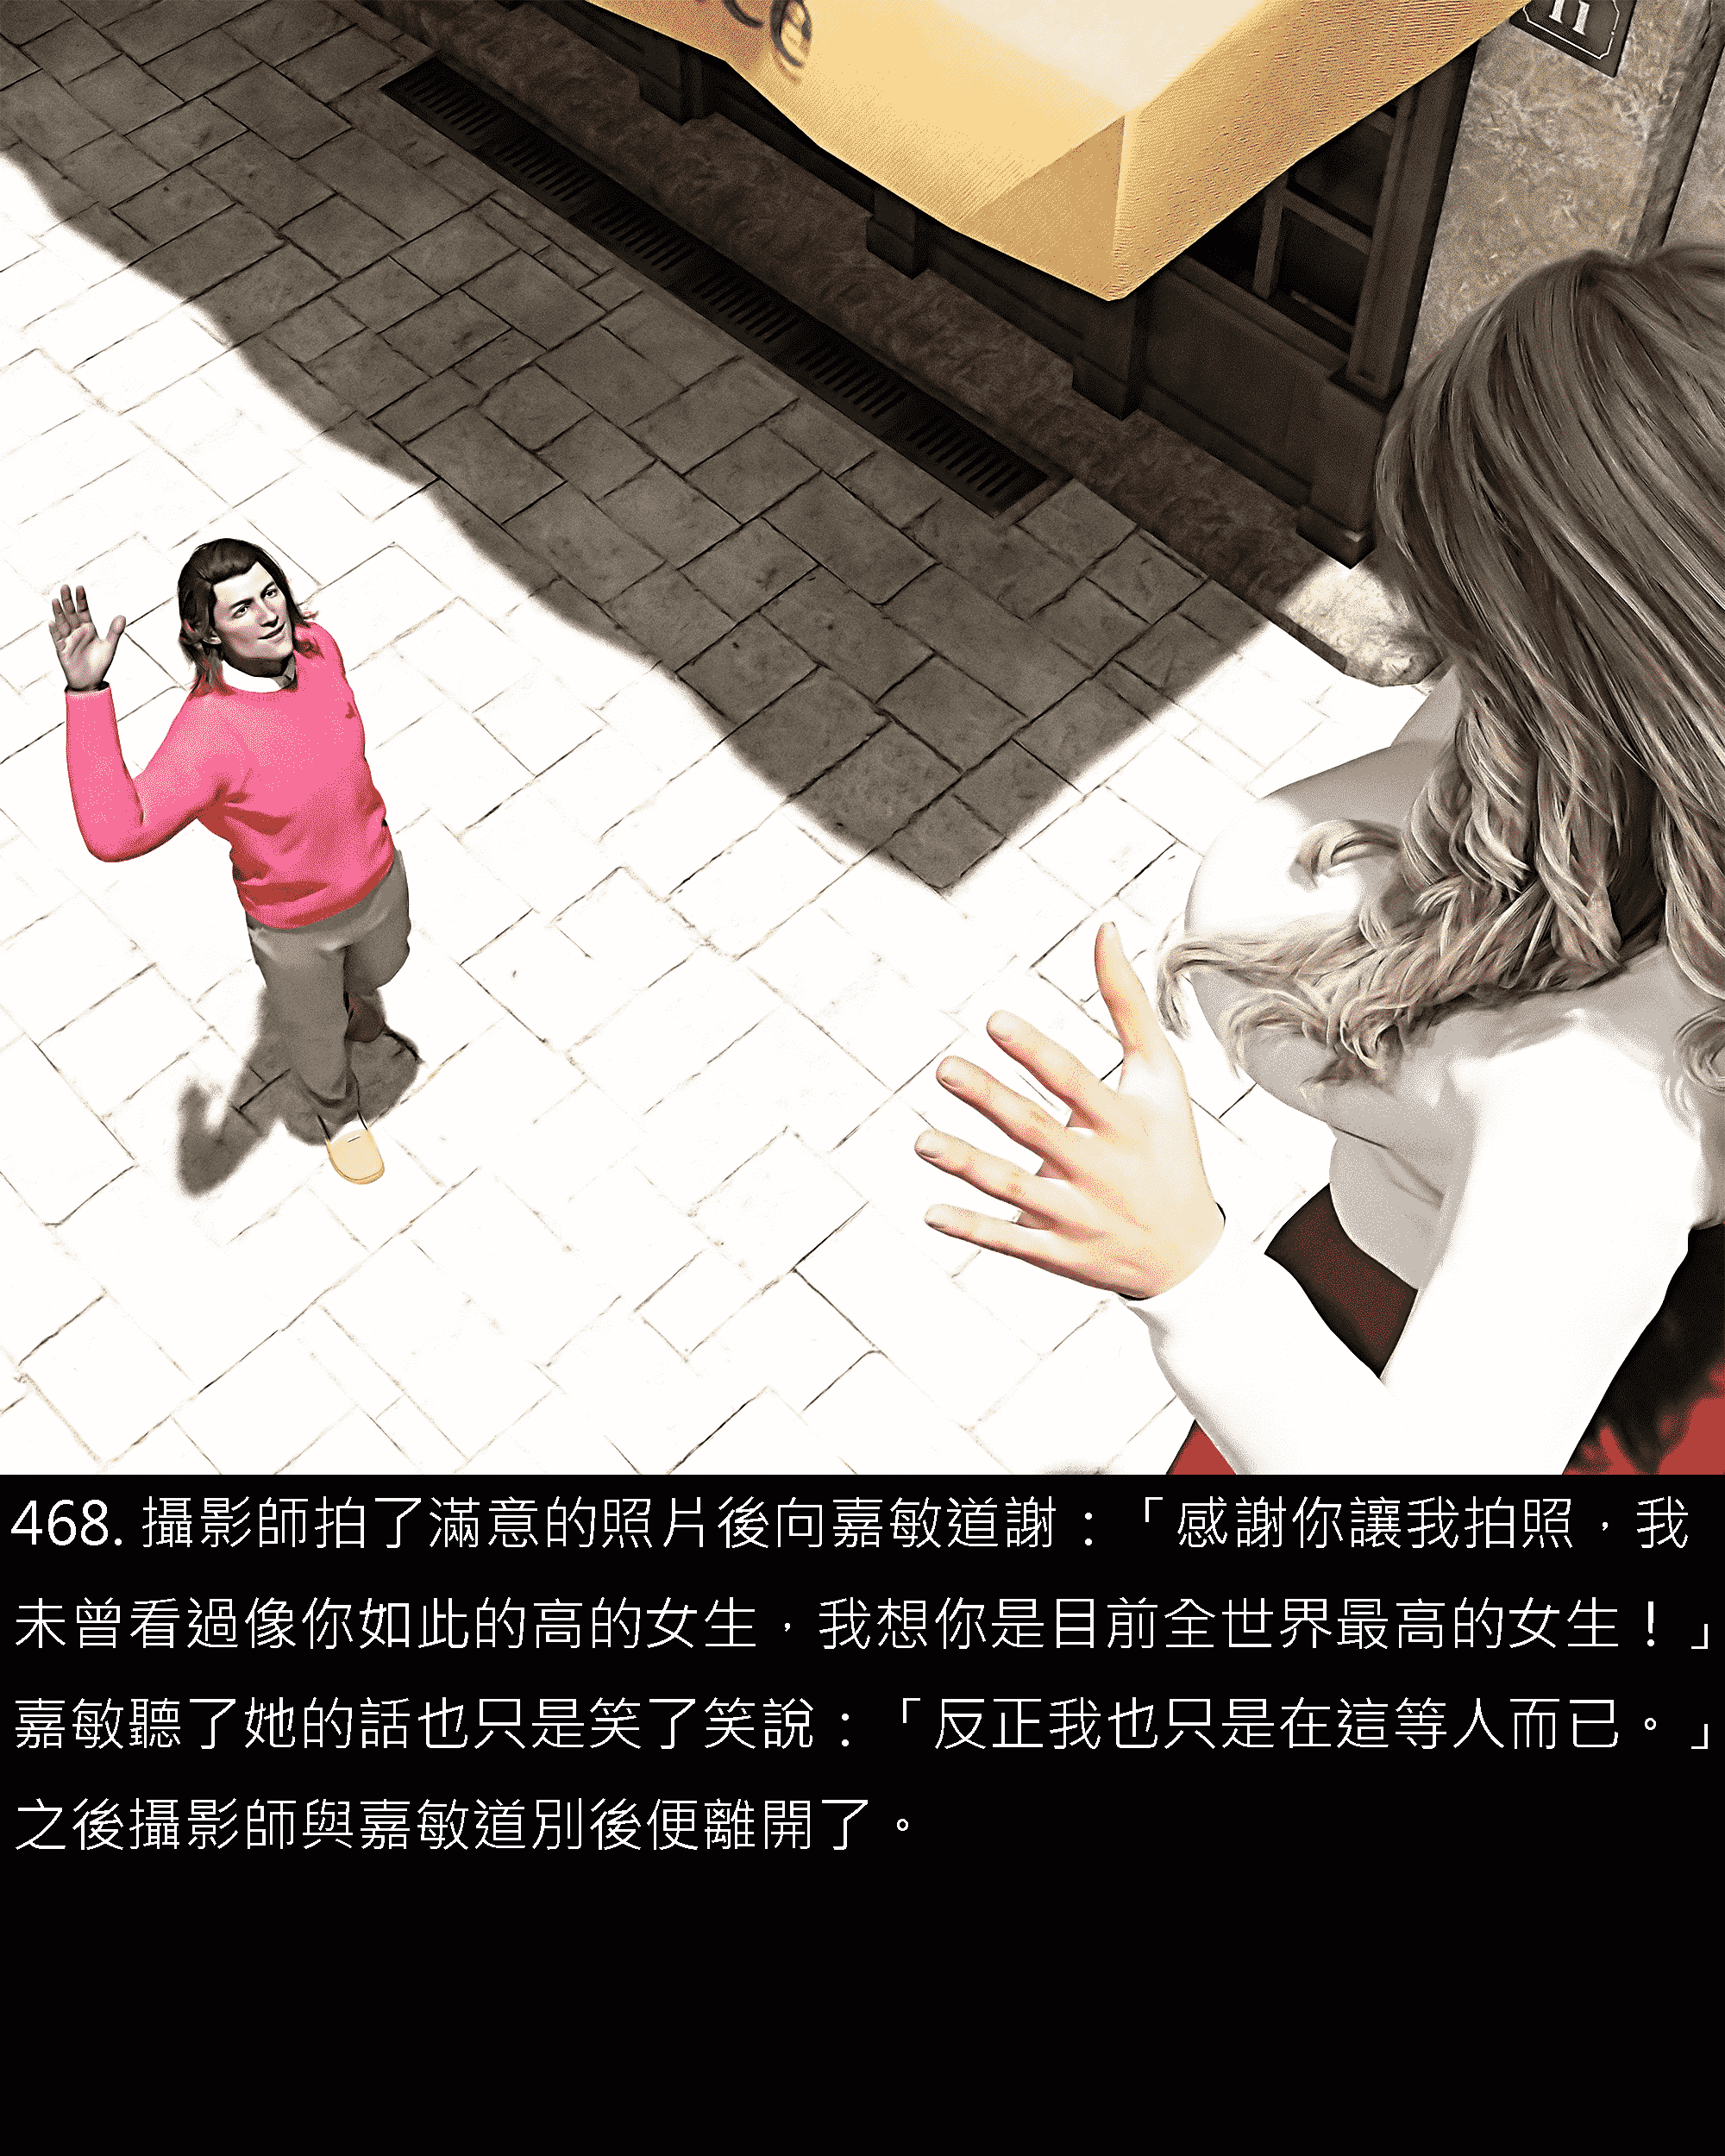 ce
11
468. 攝影師拍了滿意的照片後向嘉敏道謝：「感謝你讓我拍照，我
未曾看過像你如此的高的女生，我想你是目前全世界最高的女生！」
嘉敏聽了她的話也只是笑了笑說：「反正我也只是在這等人而已。」
之後攝影師與嘉敏道別後便離開了。